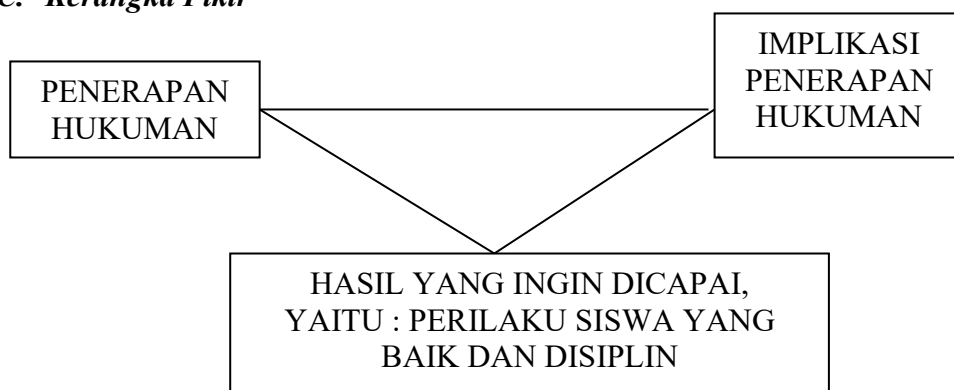 C. Kerangka Pikir
PENERAPAN
HUKUMAN
IMPLIKASI
PENERAPAN
HUKUMAN
HASIL YANG INGIN DICAPAI,
YAITU : PERILAKU SISWA YANG
BAIK DAN DISIPLIN